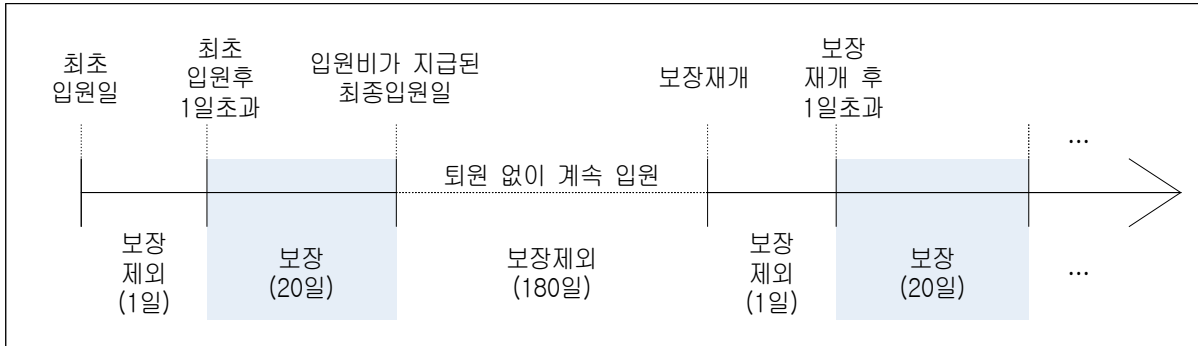 최초
입원일
최초
입원후
1일초과
입원비가 지급된
최종입원일
보장재개
보장
재개 후
1일초과
...
퇴원 없이 계속 입원
보장
제외
(1일)
보장
(20일)
보장제외
(180일)
보장
제외
(1일)
보장
(20일)
...